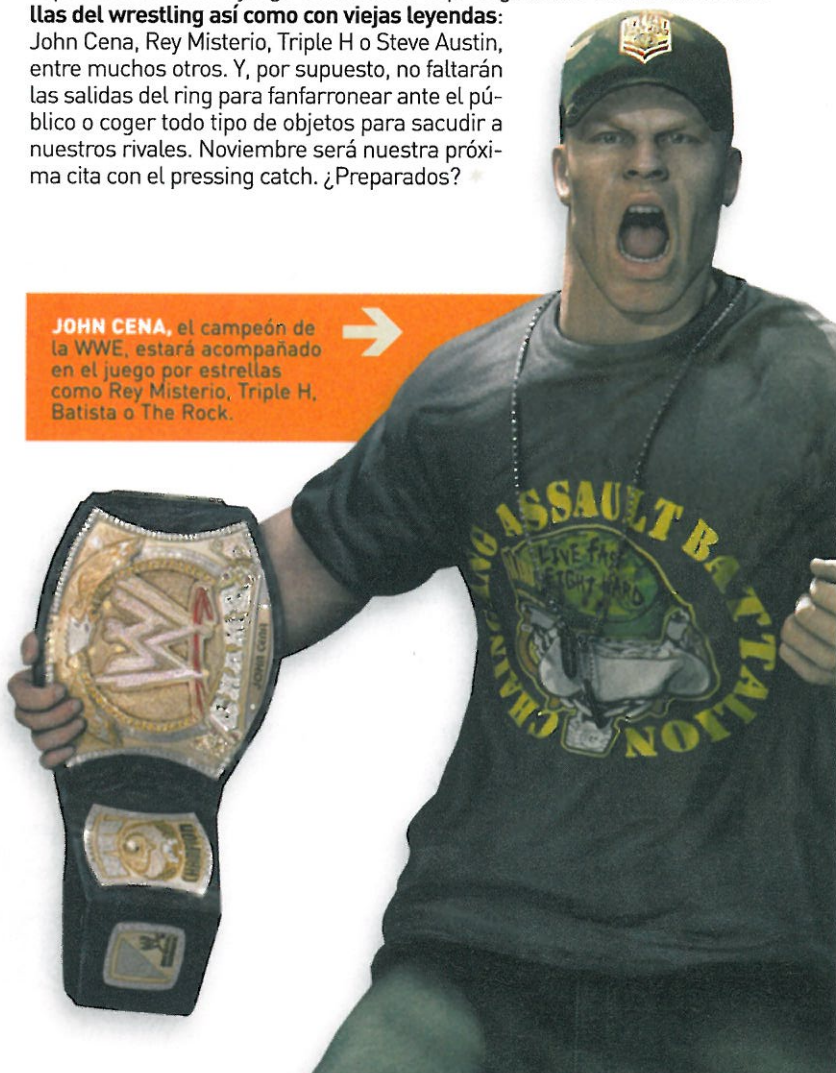 llas del wrestling así como con viejas leyendas:
John Cena, Rey Misterio, Triple H o Steve Austin,
entre muchos otros. Y, por supuesto, no faltarán
las salidas del ring para fanfarronear ante el pú-
blico o coger todo tipo de objetos para sacudir a
nuestros rivales. Noviembre será nuestra próxi-
ma cita con el pressing catch. ¿Preparados?
JOHN CENA, el campeón de
la WWE, estará acompañado
en el juego por estrellas
como Rey Misterio, Triple H,
Batista o The Rock.
CHAIN GANG ASSAULT BATTALION
LIVE FAST
FIGHT HARD
W
JOHN Cena
CHAMPION